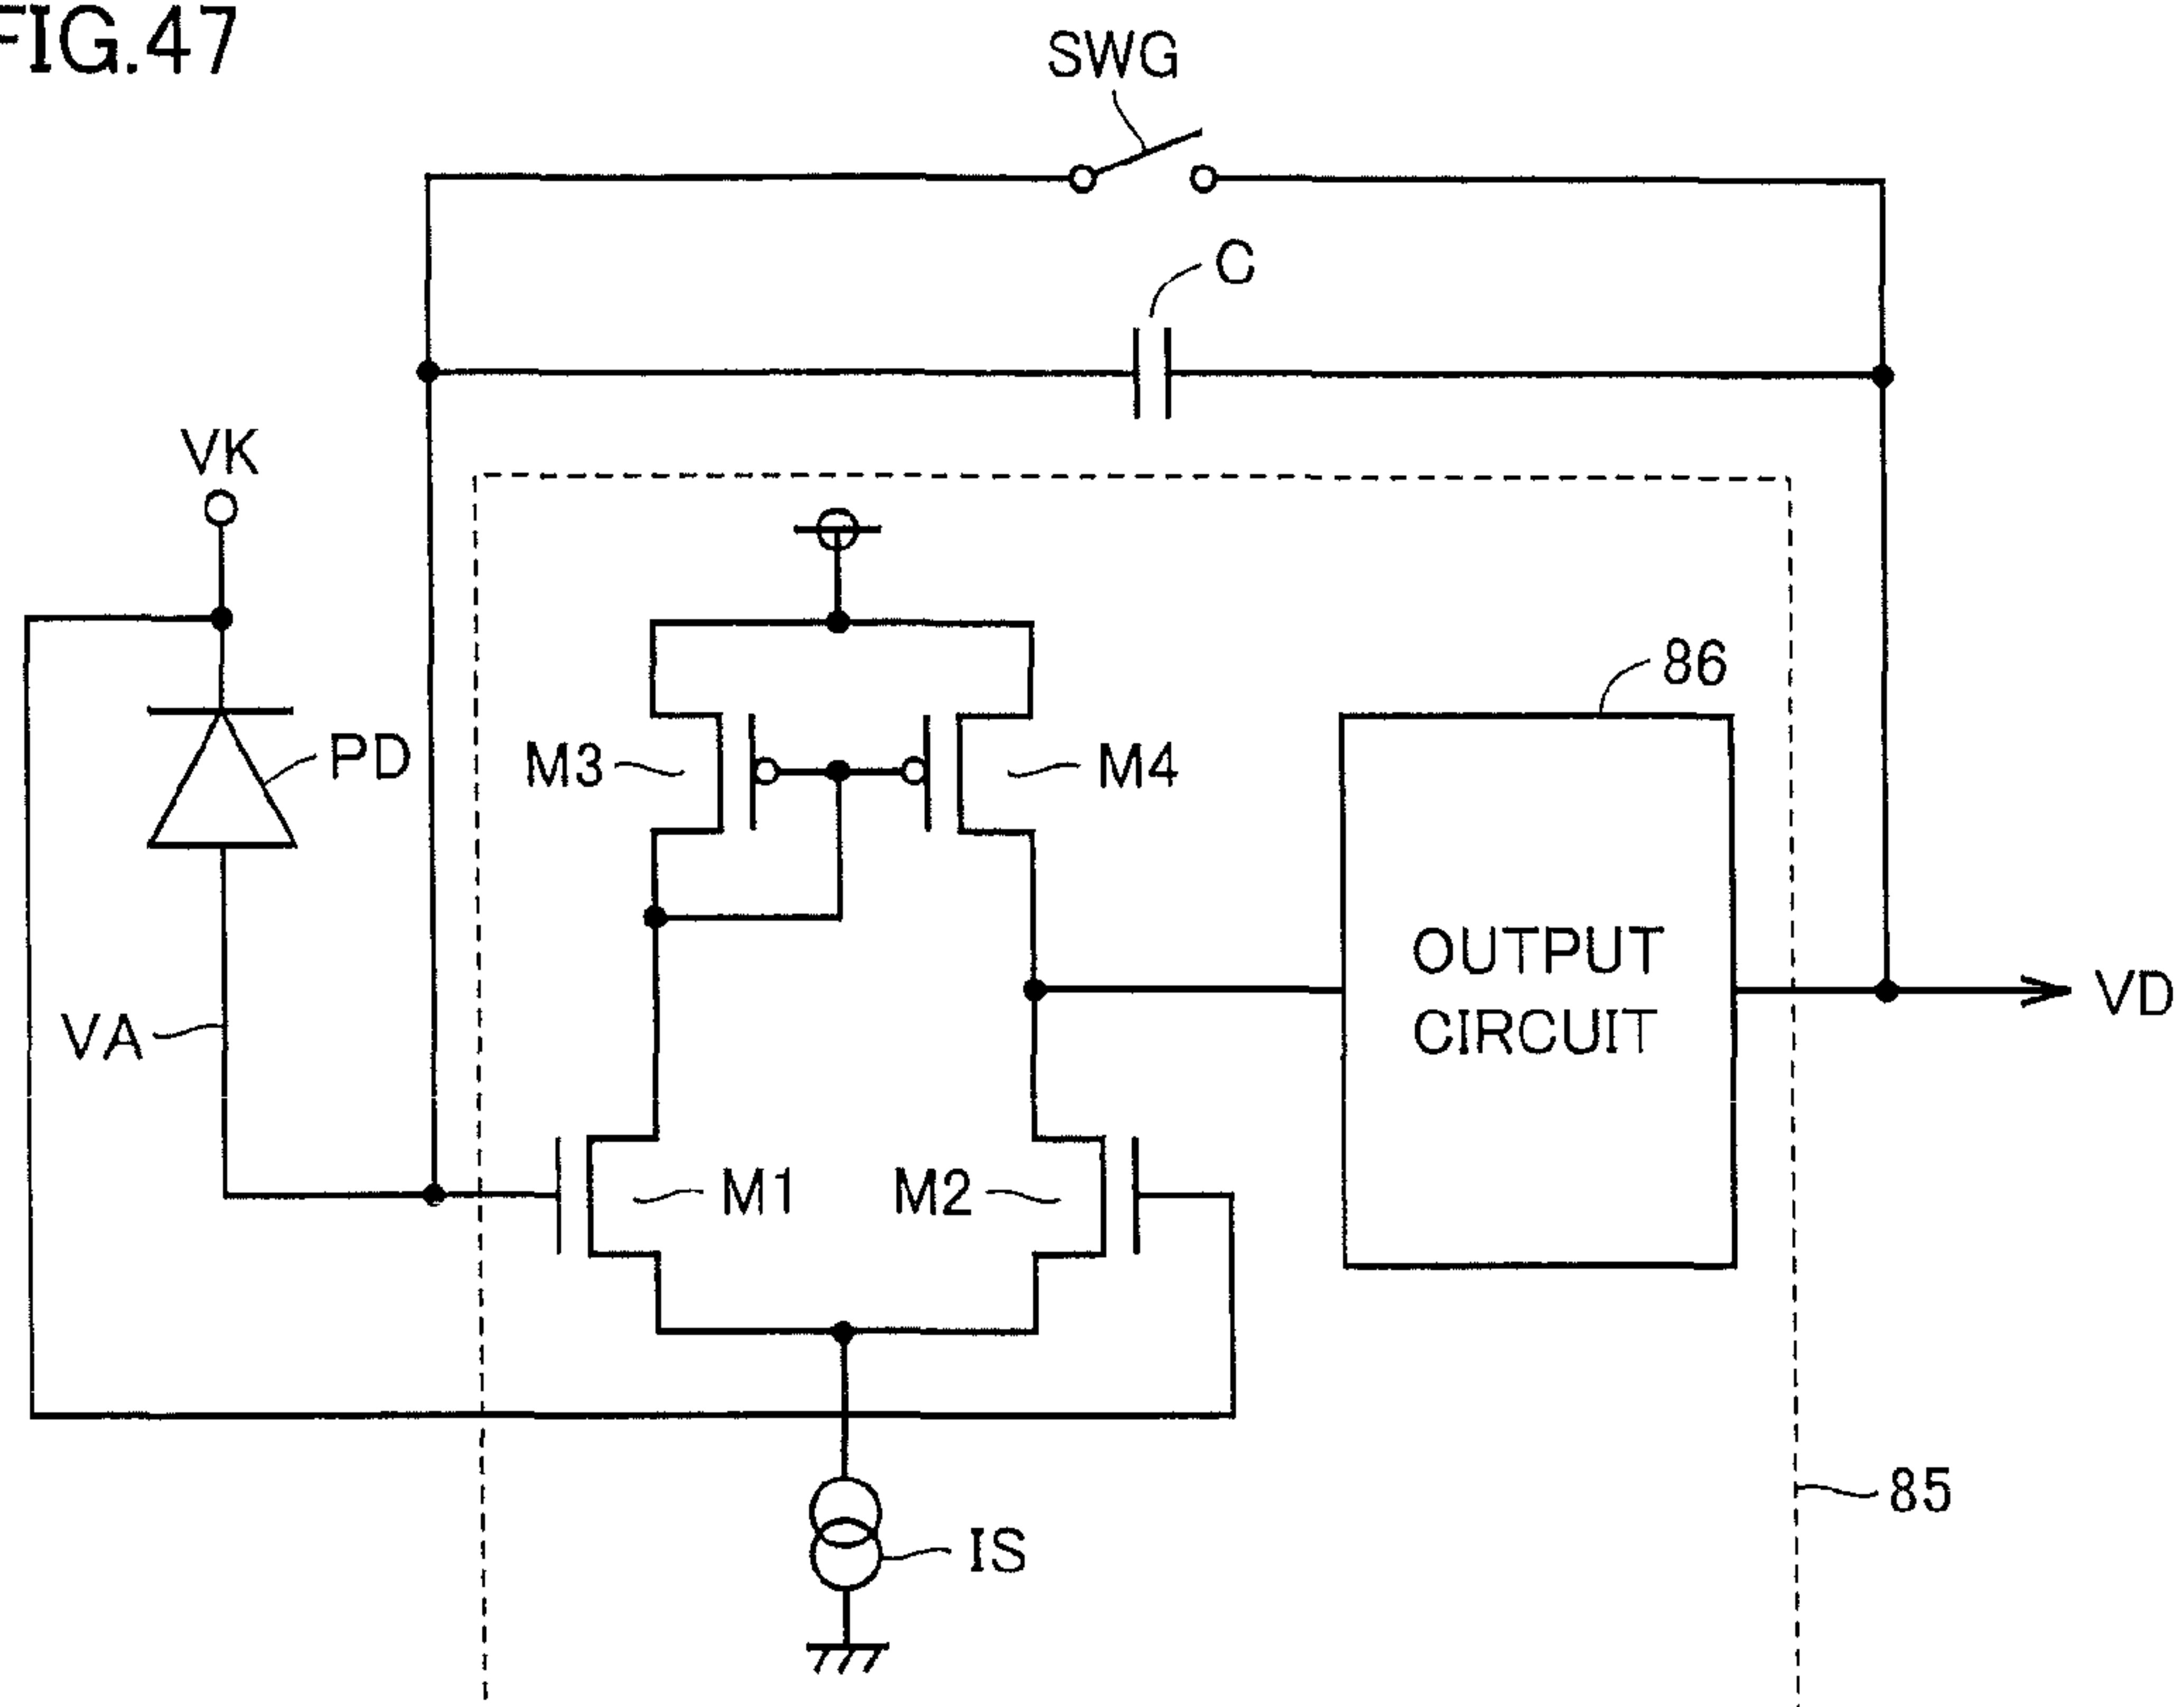 FIG.47
SWG
C
VK
86
PD
M3
M4
OUTPUT
CIRCUIT
VD
VA
M1
M2
85
IS